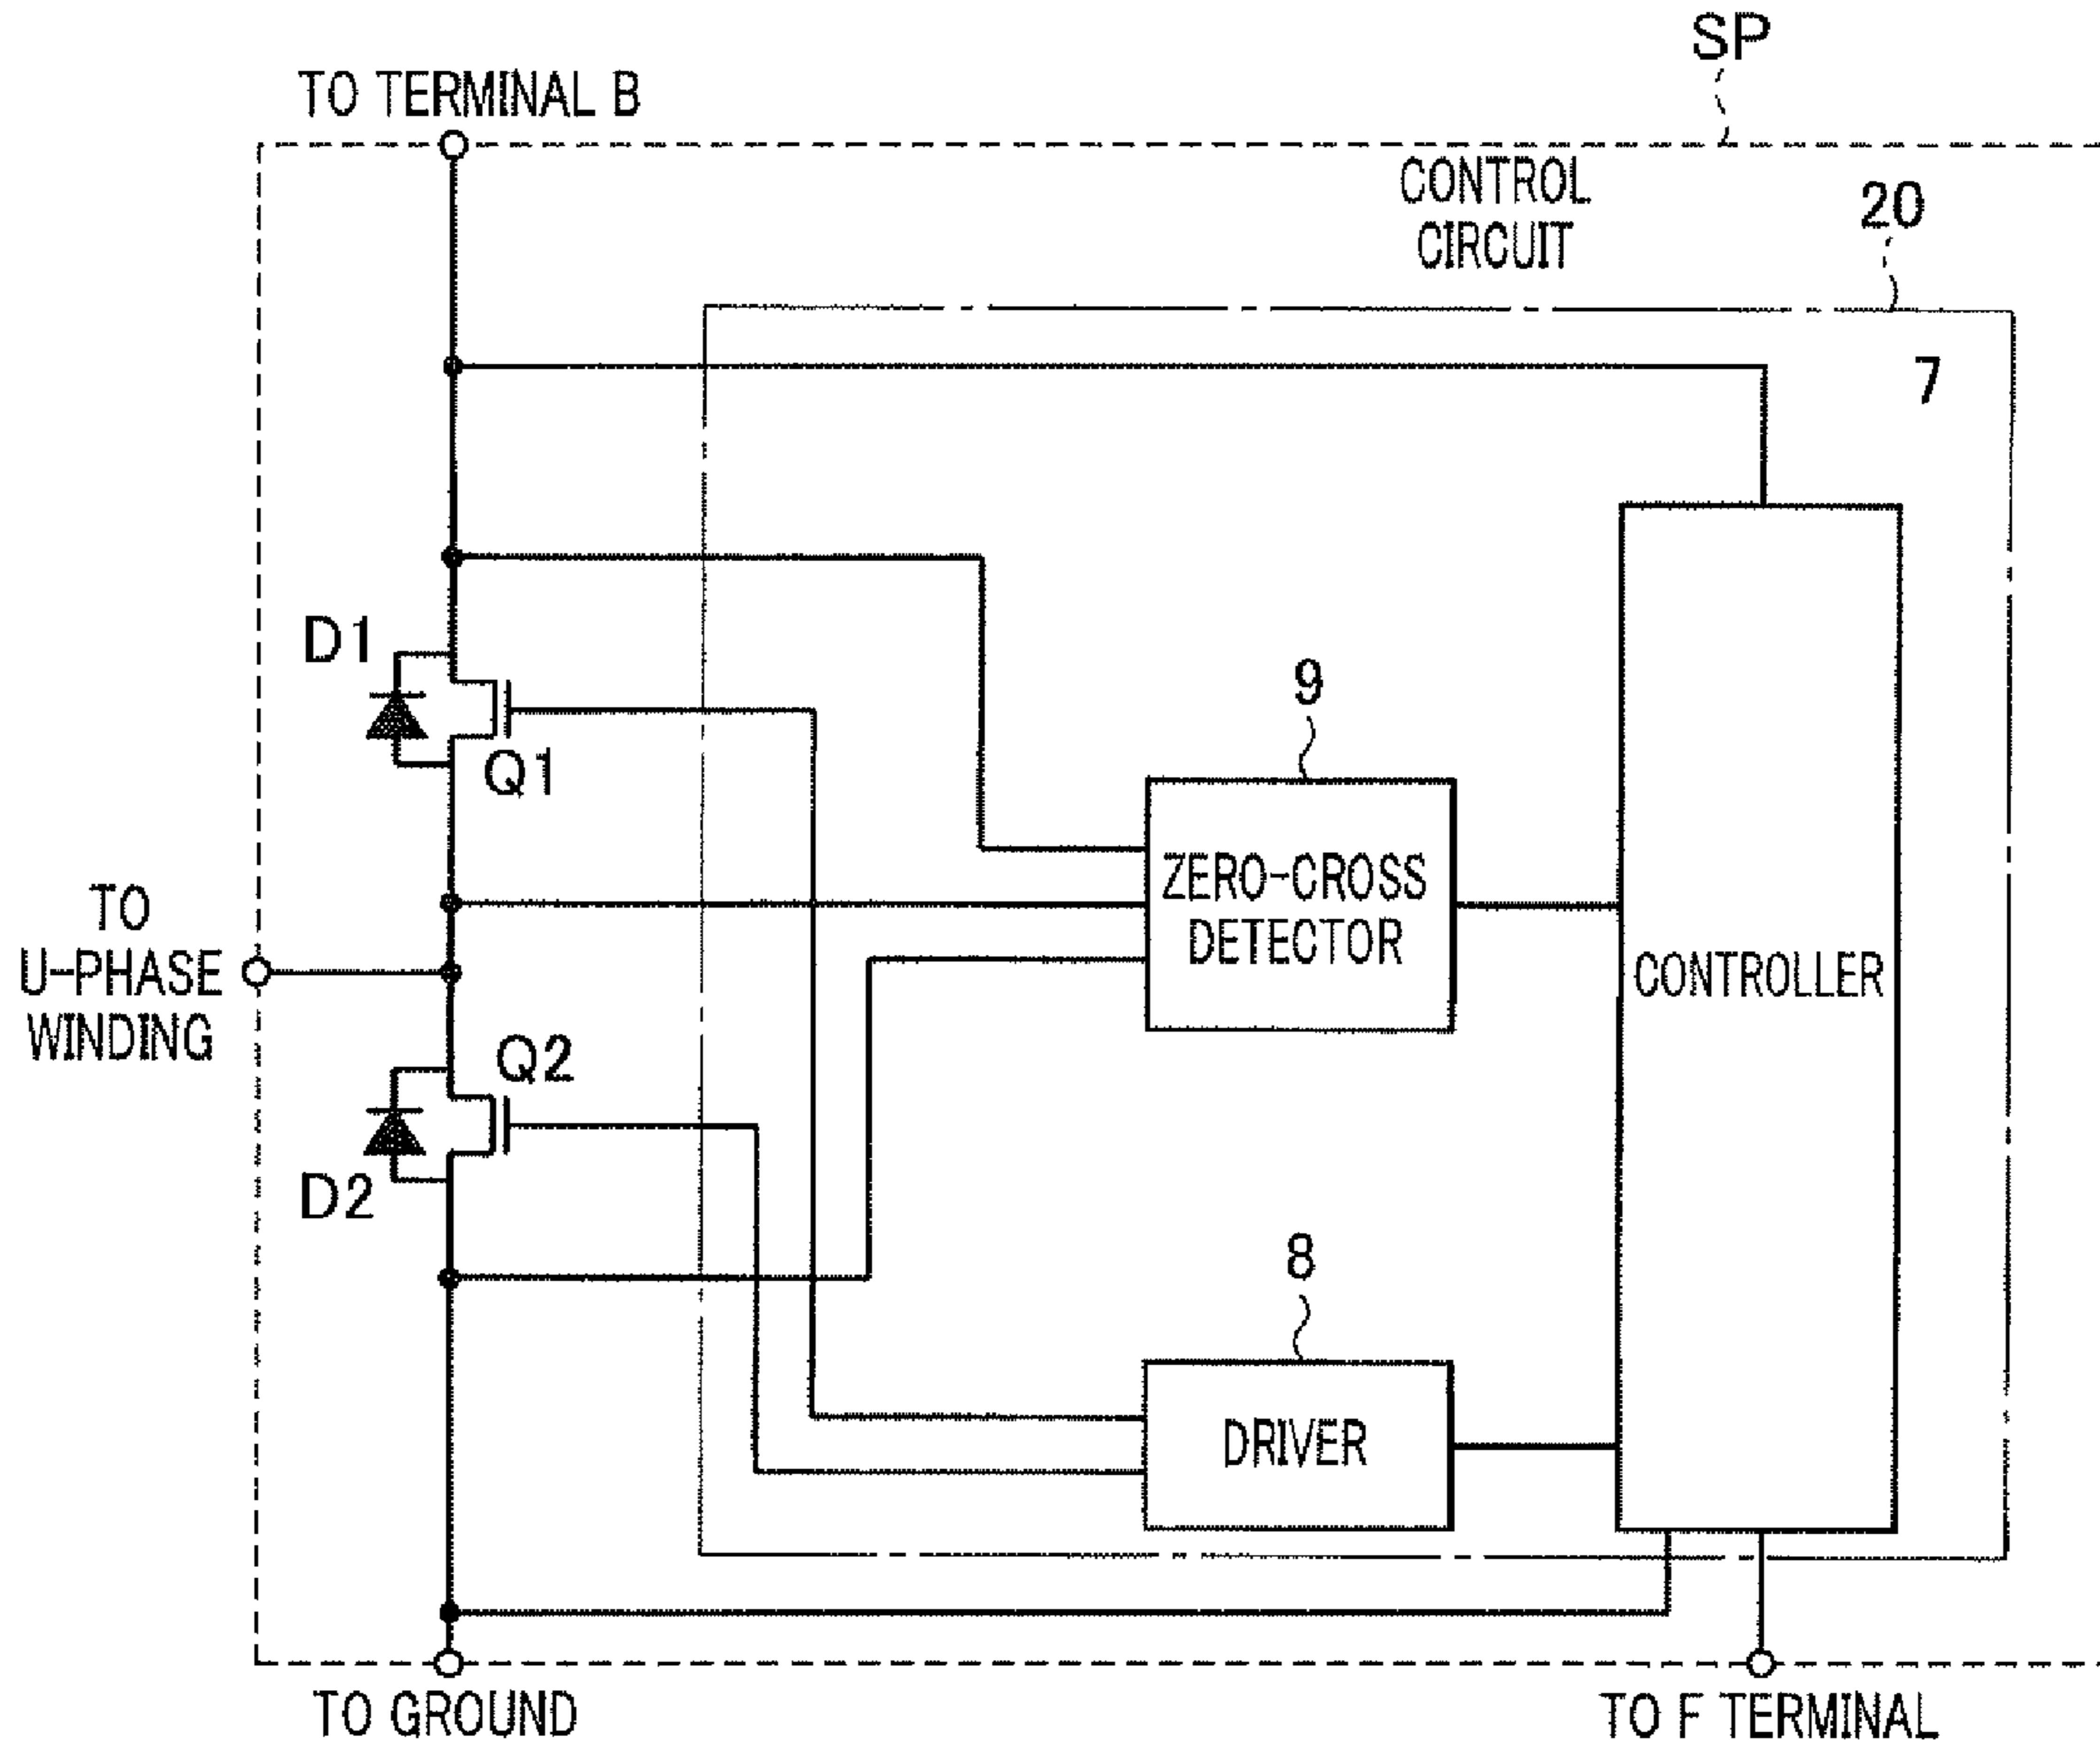 SP
TO TERMINAL B
CONTROL
CIRCUIT
20
7
D1
Q1
9
ZERO-CROSS
DETECTOR
TO
U-PHASE
WINDING
CONTROLLER
Q2
D2
8
DRIVER
TO GROUND
TO F TERMINAL